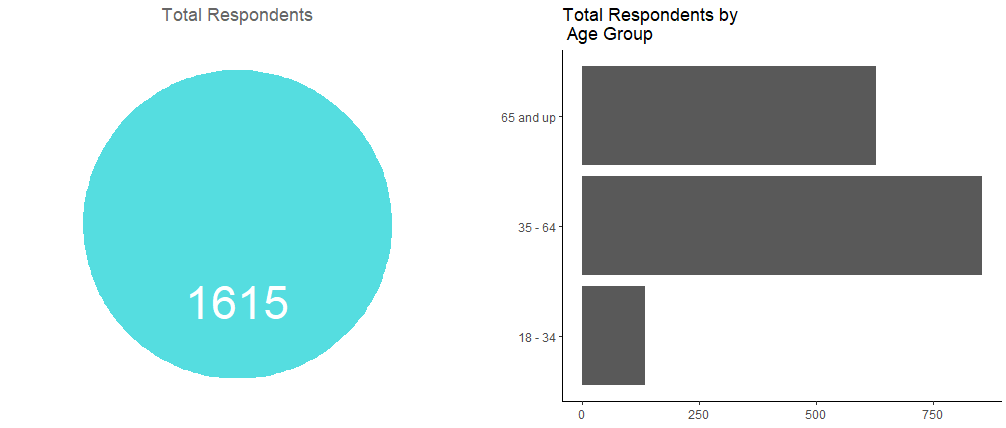 Total Respondents
1615
Total Respondents by
Age Group
65 and up
35 - 64
18 - 34
0 250 500 750